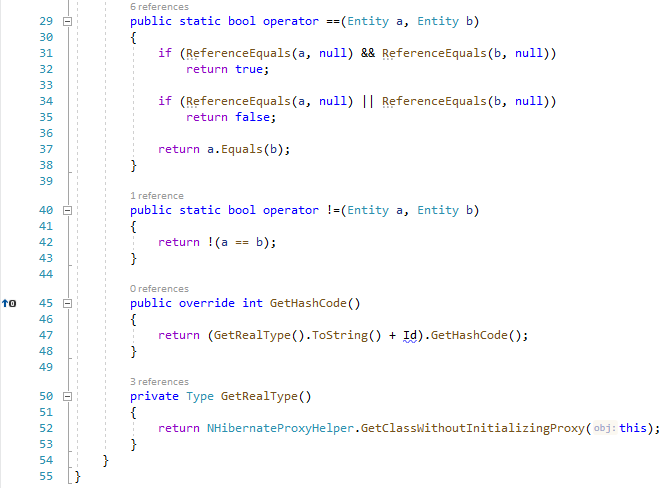 6 references
29 public static bool operator ==(Entity a, Entity b)
30 {
31 if (ReferenceEquals(a, null) && ReferenceEquals(b, null))
32 return true;
33
34 if (ReferenceEquals(a, null) || ReferenceEquals(b, null))
35 return false;
36
37 return a.Equals(b);
38 }
39
1 reference
40 public static bool operator !=(Entity a, Entity b)
41 {
42 return !(a == b);
43 }
44
0 references
45 public override int GetHashCode()
46 {
47 return (GetRealType().ToString() + Id).GetHashCode();
48 }
49
3 references
50 private Type GetRealType()
51 {
52 return NHibernateProxyHelper.GetClassWithoutInitializingProxy(obj: this);
53 }
54 }
55 }